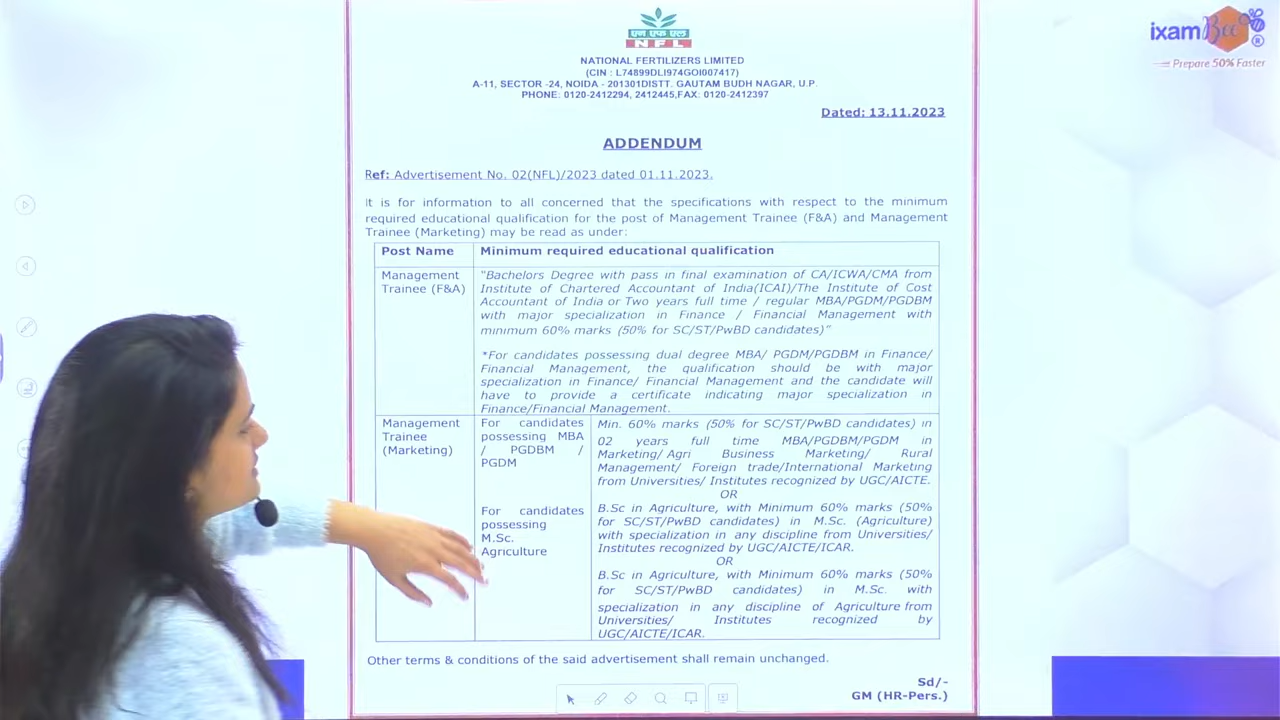 एन एफ एल
NFL
ixamBee
®
Prepare 50% Faster
NATIONAL FERTILIZERS LIMITED
(CIN : L74899DLI974GOI007417)
A-11, SECTOR -24, NOIDA - 201301DISTT. GAUTAM BUDH NAGAR, U.P.
PHONE: 0120-2412294, 2412445,FAX: 0120-2412397
Dated: 13.11.2023
ADDENDUM
Ref: Advertisement No. 02(NFL)/2023 dated 01.11.2023.
It is for information to all concerned that the specifications with respect to the minimum
required educational qualification for the post of Management Trainee (F&A) and Management
Trainee (Marketing) may be read as under:
Post Name
Minimum required educational qualification
Management
Trainee (F&A)
"Bachelors Degree with pass in final examination of CA/ICWA/CMA from
Institute of Chartered Accountant of India(ICAI)/The Institute of Cost
Accountant of India or Two years full time / regular MBA/PGDM/PGDBM
with major specialization in Finance / Financial Management with
minimum 60% marks (50% for SC/ST/PwBD candidates)"
*For candidates possessing dual degree MBA/ PGDM/PGDBM in Finance/
Financial Management, the qualification should be with major
specialization in Finance/ Financial Management and the candidate will
have to provide a certificate indicating major specialization in
Finance/Financial Management.
Management
Trainee
(Marketing)
For candidates
possessing MBA
/ PGDBM /
PGDM
Min. 60% marks (50% for SC/ST/PwBD candidates) in
02 years full time MBA/PGDBM/PGDM in
Marketing/ Agri Business Marketing/ Rural
Management/ Foreign trade/International Marketing
from Universities/ Institutes recognized by UGC/AICTE.
OR
For candidates
possessing
M.Sc.
Agriculture
B.Sc in Agriculture, with Minimum 60% marks (50%
for SC/ST/PwBD candidates) in M.Sc. (Agriculture)
with specialization in any discipline from Universities/
Institutes recognized by UGC/AICTE/ICAR.
OR
B.Sc in Agriculture, with Minimum 60% marks (50%
for SC/ST/PwBD candidates) in M.Sc. with
specialization in any discipline of Agriculture from
Universities/ Institutes recognized by
UGC/AICTE/ICAR.
Other terms & conditions of the said advertisement shall remain unchanged.
Sd/-
GM (HR-Pers.)